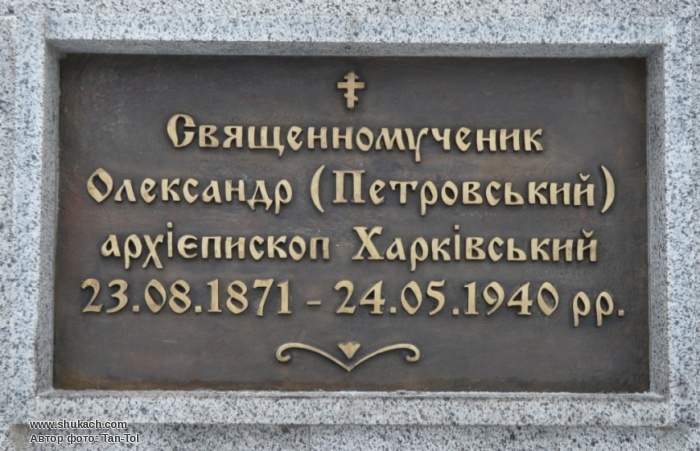 Священномученик
Олександр (Петровський)
архієпископ Харківський
23.08.1871 - 24.05.1940 рр.
www.shukach.com
Автор фото: Tan-Tol